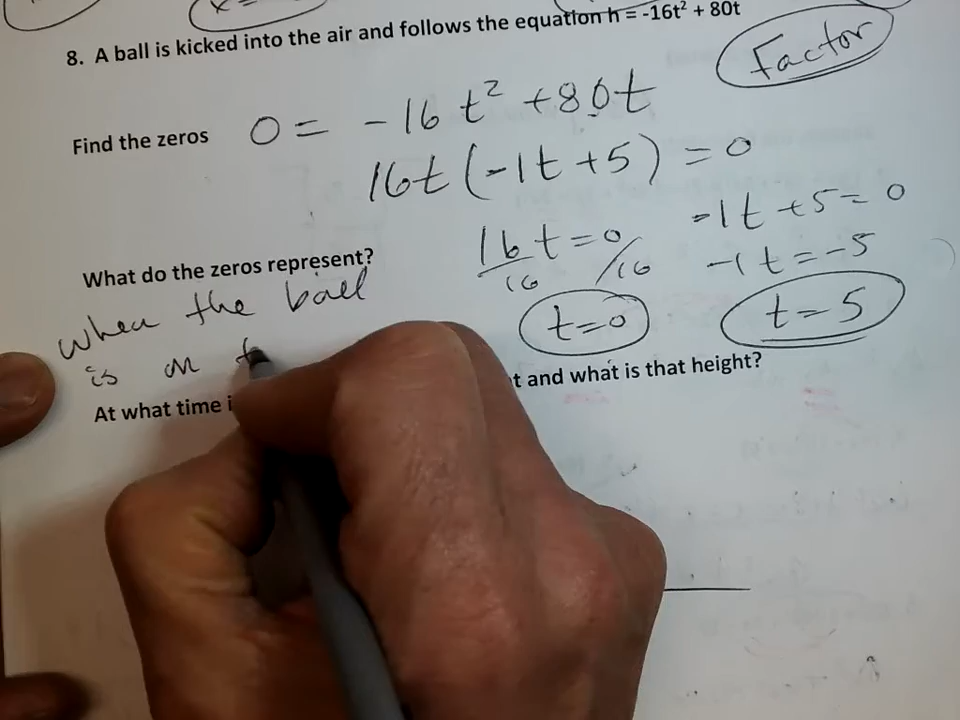 x =
8. A ball is kicked into the air and follows the equation h = -16t² + 80t
Factor
Find the zeros 0 = -16t² + 80t
16t(-1t+5) = 0
16t = 0 -1t + 5 = 0
16 /16 -1t = -5
t=0 t=5
What do the zeros represent?
when the ball
is on t
At what time i t and what is that height?